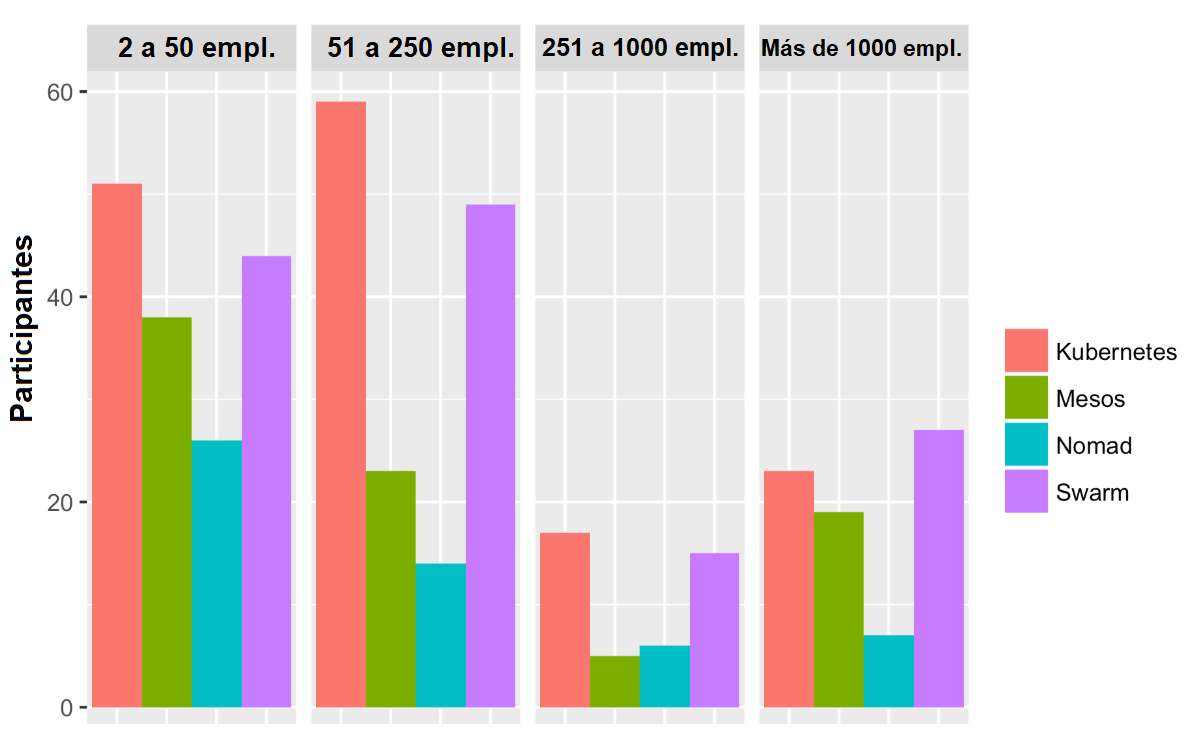 2 a 50 empl.
51 a 250 empl.
251 a 1000 empl.
Más de 1000 empl.
Participantes
60
40
20
0
Kubernetes
Mesos
Nomad
Swarm